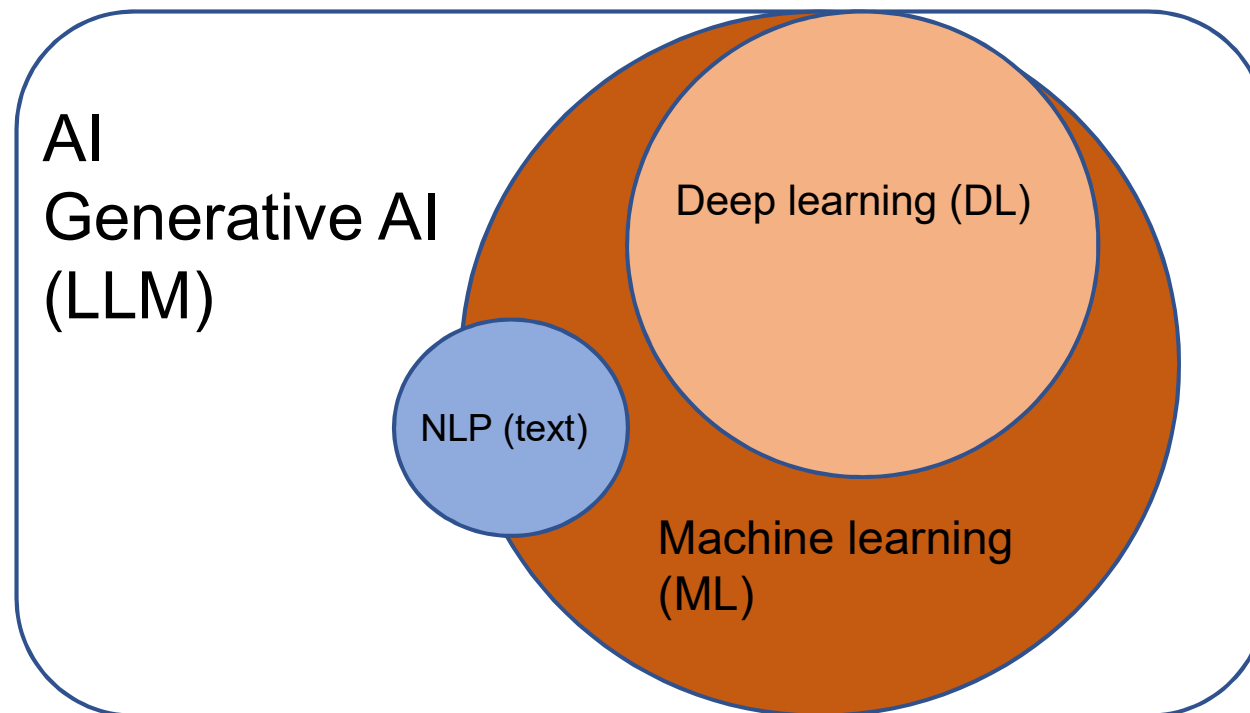 AI
Generative AI
(LLM)
Deep learning (DL)
NLP (text)
Machine learning
(ML)